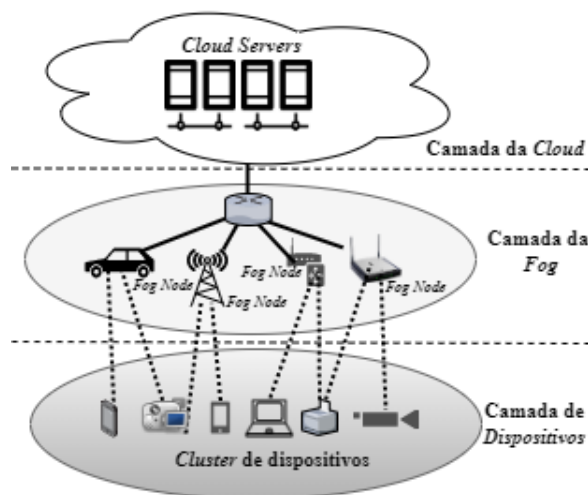 Cloud Servers
Camada da Cloud
Camada da
Fog
Fog Node
Fog Node
Fog Node
Fog Node
Camada de
Dispositivos
Cluster de dispositivos